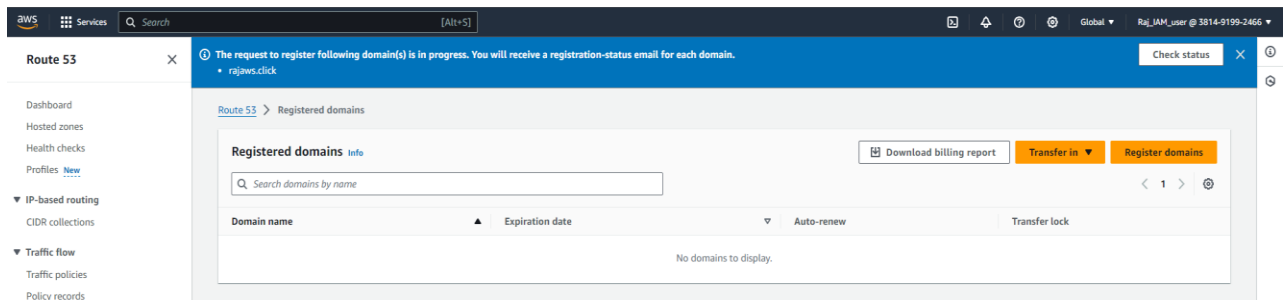 aws Services Search [Alt+S] Global Raj_IAM_user @ 3814-9199-2466
Route 53
The request to register following domain(s) is in progress. You will receive a registration-status email for each domain.
• rajaws.click
Check status
Dashboard
Hosted zones
Health checks
Profiles New
IP-based routing
CIDR collections
Traffic flow
Traffic policies
Policy records
Route 53 > Registered domains
Registered domains Info
Download billing report Transfer in Register domains
Search domains by name
1
Domain name Expiration date Auto-renew Transfer lock
No domains to display.